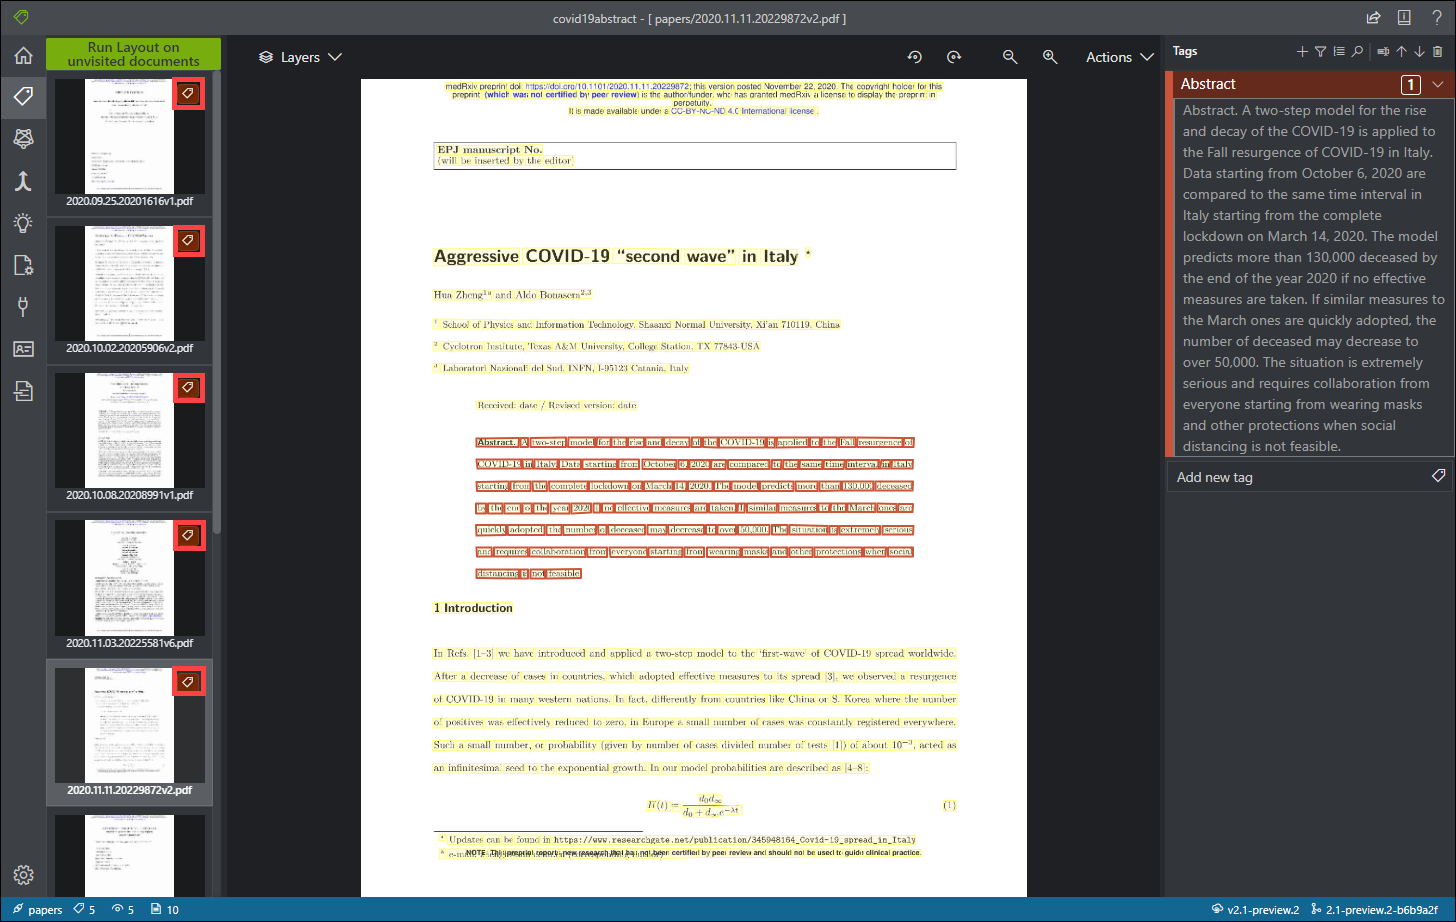 covid19abstract - [ papers/2020.11.11.20229872v2.pdf ]
Run Layout on
unvisited documents
2020.09.25.20201616v1.pdf
2020.10.02.20205906v2.pdf
2020.10.08.20208991v1.pdf
2020.11.03.20225581v6.pdf
2020.11.11.20229872v2.pdf
Layers
Actions
medRxiv preprint doi: https://doi.org/10.1101/2020.11.11.20229872; this version posted November 22, 2020. The copyright holder for this
preprint (which was not certified by peer review) is the author/funder, who has granted medRxiv a license to display the preprint in
perpetuity.
It is made available under a CC-BY-NC-ND 4.0 International license .
EPJ manuscript No.
(will be inserted by the editor)
Aggressive COVID-19 “second wave” in Italy *
Hua Zheng1a and Aldo Bonasera2,3
1 School of Physics and Information Technology, Shaanxi Normal University, Xi'an 710119, China
2 Cyclotron Institute, Texas A&M University, College Station, TX 77843-USA
3 Laboratori Nazionali del Sud, INFN, I-95123 Catania, Italy
Received: date / Revised version: date
Abstract. A two-step model for the rise and decay of the COVID-19 is applied to the Fall resurgence of
COVID-19 in Italy. Data starting from October 6, 2020 are compared to the same time interval in Italy
starting from the complete lockdown on March 14, 2020. The model predicts more than 130,000 deceased
by the end of the year 2020 if no effective measures are taken. If similar measures to the March ones are
quickly adopted, the number of deceased may decrease to over 50,000. The situation is extremely serious
and requires collaboration from everyone starting from wearing masks and other protections when social
distancing is not feasible.
1 Introduction
In Refs. [1–3] we have introduced and applied a two-step model to the 'first-wave' of COVID-19 spread worldwide.
After a decrease of cases in countries, which adopted effective measures to its spread [3], we observed a resurgence
of COVID-19 in many western nations. In fact, differently from countries like China or S. Korea where the number
of positives was effectively reduced to zero, in Europe a small number of cases was constantly registered everywhere.
Such a small number, or probability (given by number of cases divided number of tests [1]) of about 10−3, acted as
an infinitesimal seed to the exponential growth. In our model probabilities are described as [4–8]:
Π(t) = d0d∞ / d0 + d∞e−λt (1)
* Updates can be found in https://www.researchgate.net/publication/345948164_Covid-19_spread_in_Italy
NOTE: This preprint reports new research that has not been certified by peer review and should not be used to guide clinical practice.
Tags
Abstract 1
Abstract. A two-step model for the rise
and decay of the COVID-19 is applied to
the Fall resurgence of COVID-19 in Italy.
Data starting from October 6, 2020 are
compared to the same time interval in
Italy starting from the complete
lockdown on March 14, 2020. The model
predicts more than 130,000 deceased by
the end of the year 2020 if no effective
measures are taken. If similar measures to
the March ones are quickly adopted, the
number of deceased may decrease to
over 50,000. The situation is extremely
serious and requires collaboration from
everyone starting from wearing masks
and other protections when social
distancing is not feasible.
Add new tag
papers 5 5 10
v2.1-preview.2 2.1-preview.2-b6b9a2f